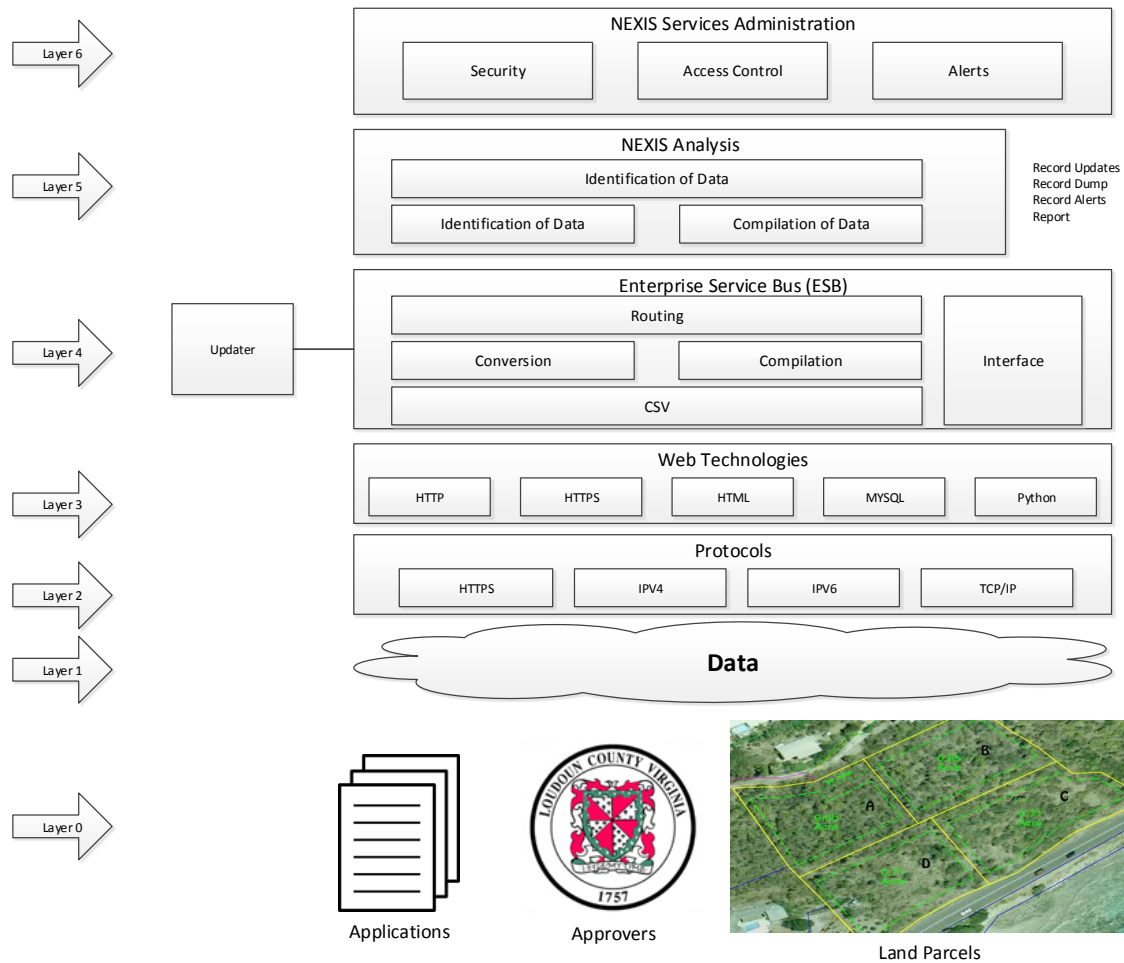 Layer 6
NEXIS Services Administration
Security
Access Control
Alerts
Layer 5
NEXIS Analysis
Identification of Data
Identification of Data
Compilation of Data
Record Updates
Record Dump
Record Alerts
Report
Layer 4
Updater
Enterprise Service Bus (ESB)
Routing
Conversion
Compilation
CSV
Interface
Layer 3
Web Technologies
HTTP
HTTPS
HTML
MYSQL
Python
Layer 2
Protocols
HTTPS
IPV4
IPV6
TCP/IP
Layer 1
Data
Layer 0
LOUDOUN COUNTY VIRGINIA
1757
A
B
C
D
Acre
Applications
Approvers
Land Parcels